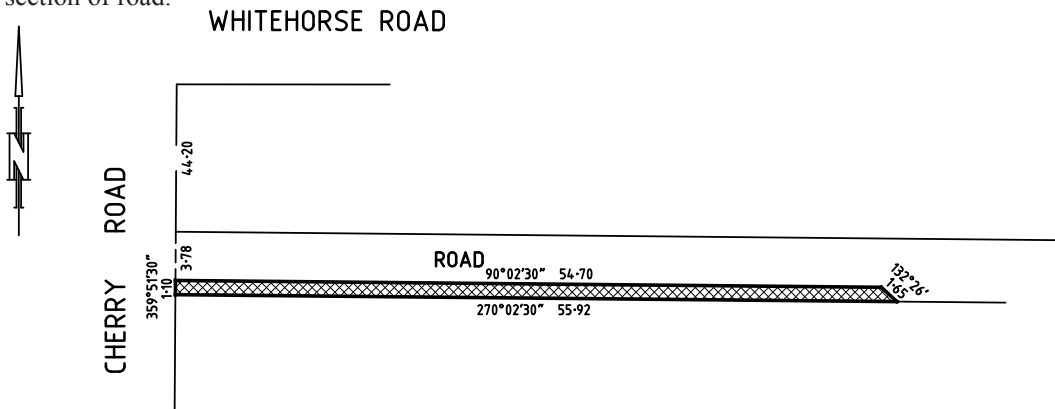 section of road.
WHITEHORSE ROAD
N
44·20
CHERRY ROAD
3·78
359°51'30"
1·10
ROAD
90°02'30" 54·70
270°02'30" 55·92
132°26'
1·65